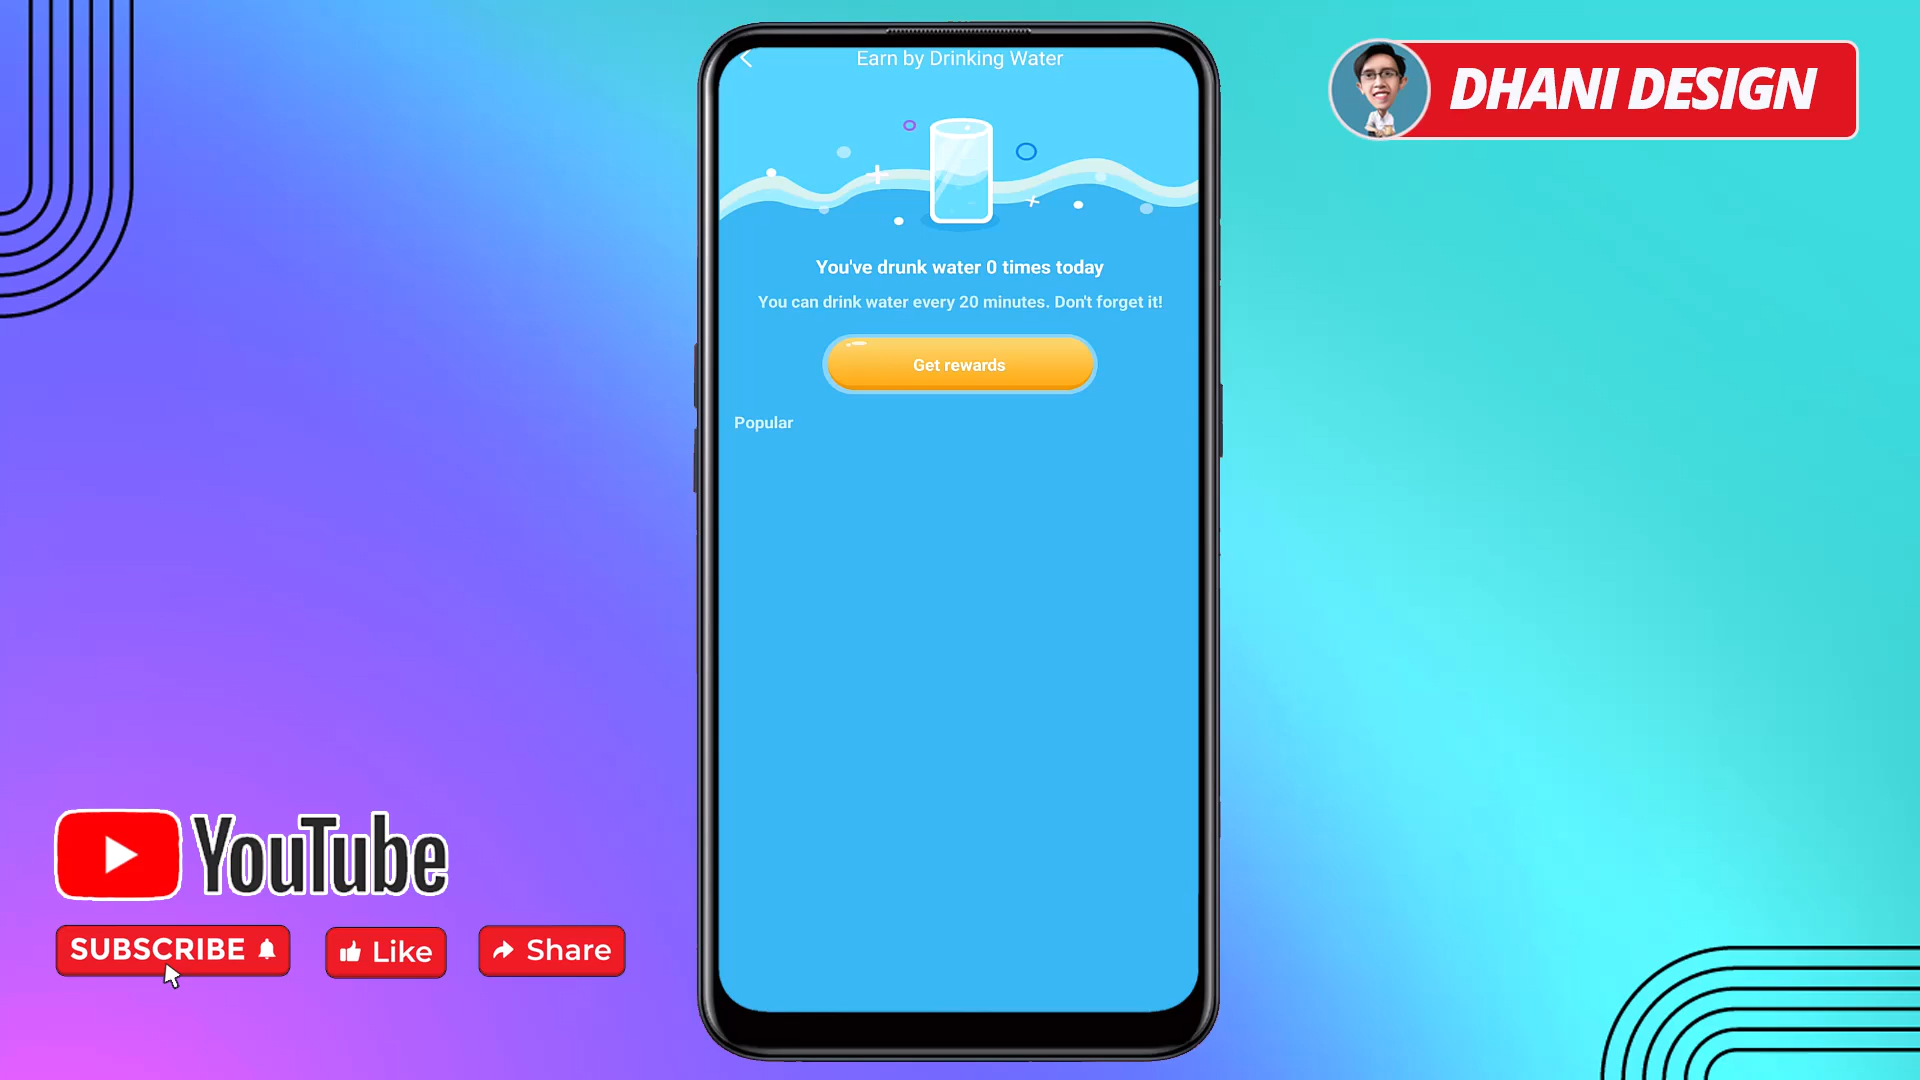 Earn by Drinking Water
DHANI DESIGN
You've drunk water 0 times today
You can drink water every 20 minutes. Don't forget it!
Get rewards
Popular
YouTube
SUBSCRIBE
Like
Share